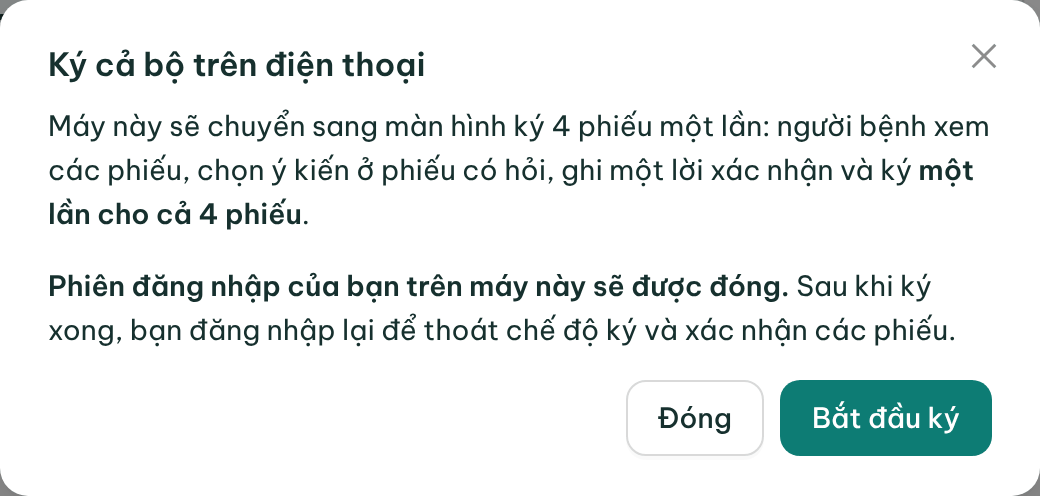 Ký cả bộ trên điện thoại
Máy này sẽ chuyển sang màn hình ký 4 phiếu một lần: người bệnh xem
các phiếu, chọn ý kiến ở phiếu có hỏi, ghi một lời xác nhận và ký một
lần cho cả 4 phiếu.
Phiên đăng nhập của bạn trên máy này sẽ được đóng. Sau khi ký
xong, bạn đăng nhập lại để thoát chế độ ký và xác nhận các phiếu.
Đóng
Bắt đầu ký